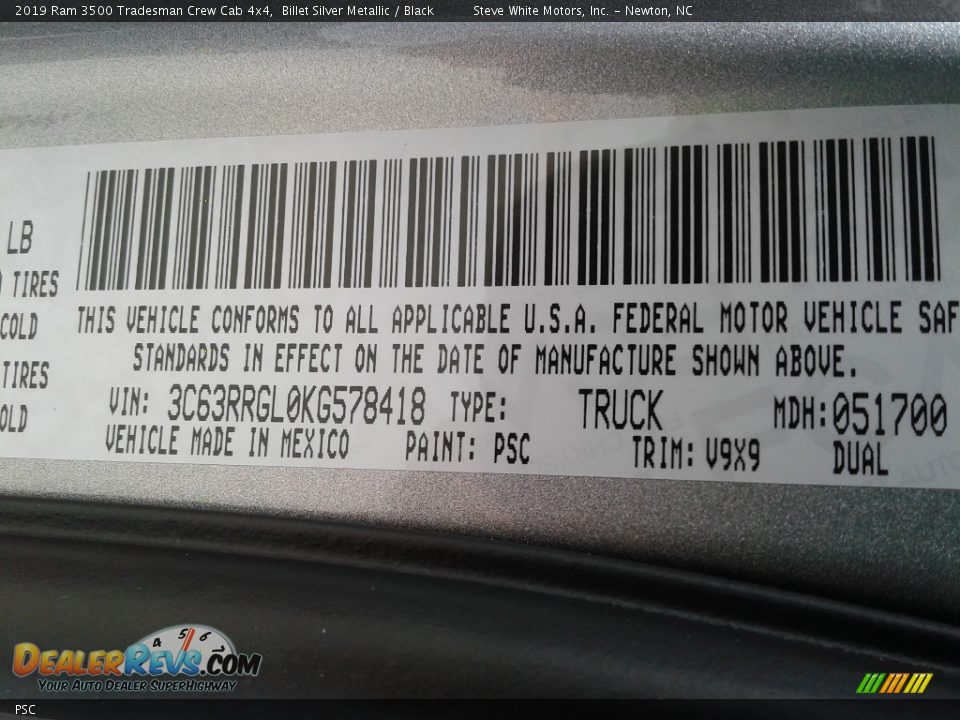 2019 Ram 3500 Tradesman Crew Cab 4x4, Billet Silver Metallic / Black Steve White Motors, Inc. – Newton, NC
LB
TIRES
COLD
TIRES
OLD
THIS VEHICLE CONFORMS TO ALL APPLICABLE U.S.A. FEDERAL MOTOR VEHICLE SAF
STANDARDS IN EFFECT ON THE DATE OF MANUFACTURE SHOWN ABOVE.
VIN: 3C63RRGL0KG578418 TYPE: TRUCK MDH:051700
VEHICLE MADE IN MEXICO PAINT: PSC TRIM: V9X9 DUAL
4 5 6
DEALERREVS.COM
YOUR AUTO DEALER SUPERHIGHWAY
PSC